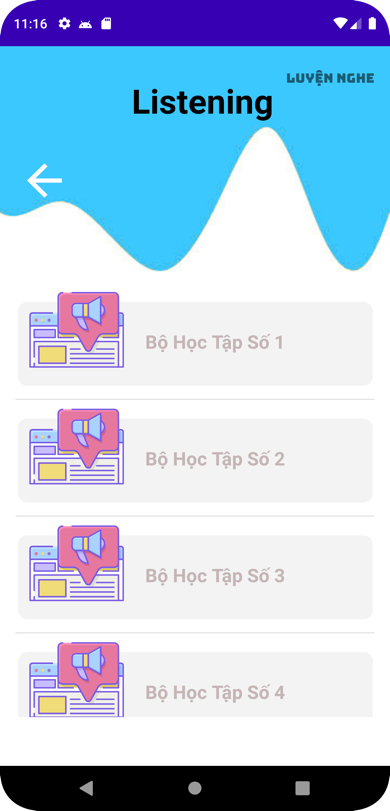 11:16
LUYỆN NGHE
Listening
Bộ Học Tập Số 1
Bộ Học Tập Số 2
Bộ Học Tập Số 3
Bộ Học Tập Số 4